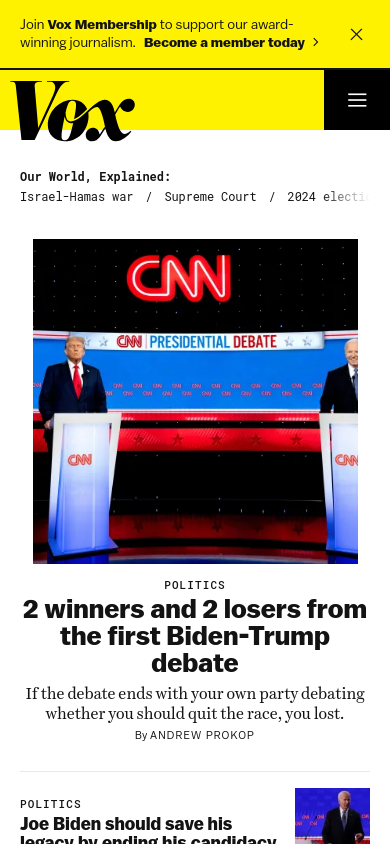 Join Vox Membership to support our award-
winning journalism. Become a member today
Vox
Our World, Explained:
Israel-Hamas war / Supreme Court / 2024 electi
CNN
CNN PRESIDENTIAL DEBATE
CNN
CNN
POLITICS
2 winners and 2 losers from
the first Biden-Trump
debate
If the debate ends with your own party debating
whether you should quit the race, you lost.
By ANDREW PROKOP
POLITICS
Joe Biden should save his
legacy by ending his candidacy